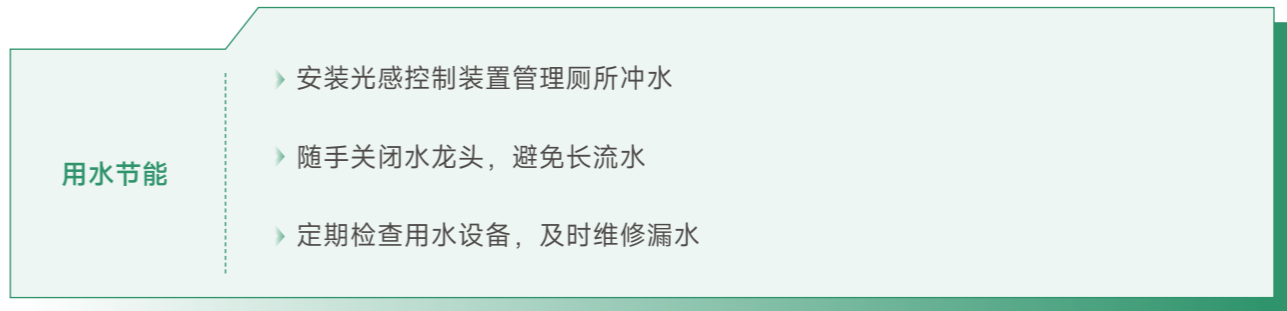 用水节能
安装光感控制装置管理厕所冲水
随手关闭水龙头，避免长流水
定期检查用水设备，及时维修漏水